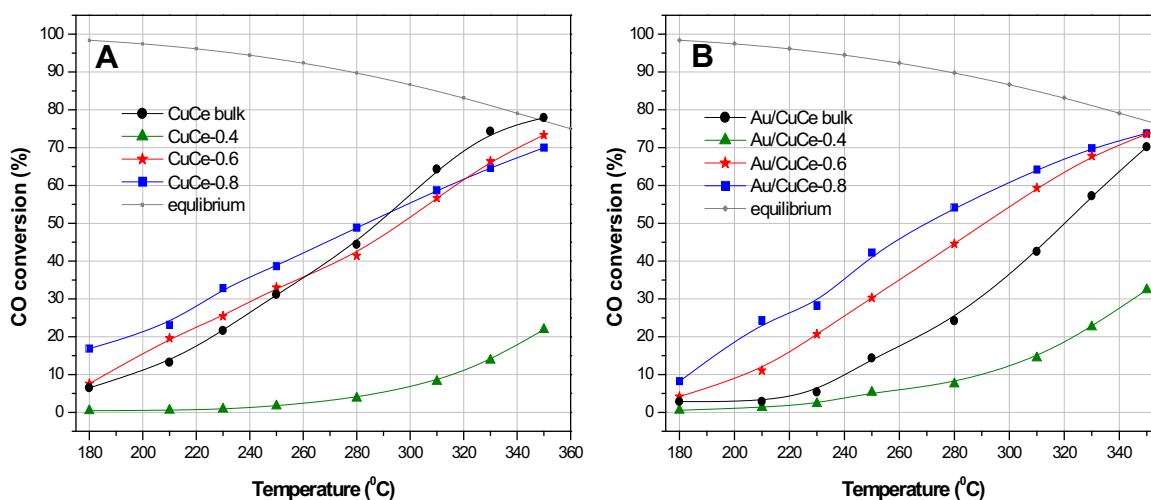 A
CO conversion (%)
100
90
80
70
60
50
40
30
20
10
0
CuCe bulk
CuCe-0.4
CuCe-0.6
CuCe-0.8
equlibrium
180 200 220 240 260 280 300 320 340 360
Temperature (⁰C)
B
CO conversion (%)
100
90
80
70
60
50
40
30
20
10
0
Au/CuCe bulk
Au/CuCe-0.4
Au/CuCe-0.6
Au/CuCe-0.8
equilibrium
180 200 220 240 260 280 300 320 340
Temperature (⁰C)